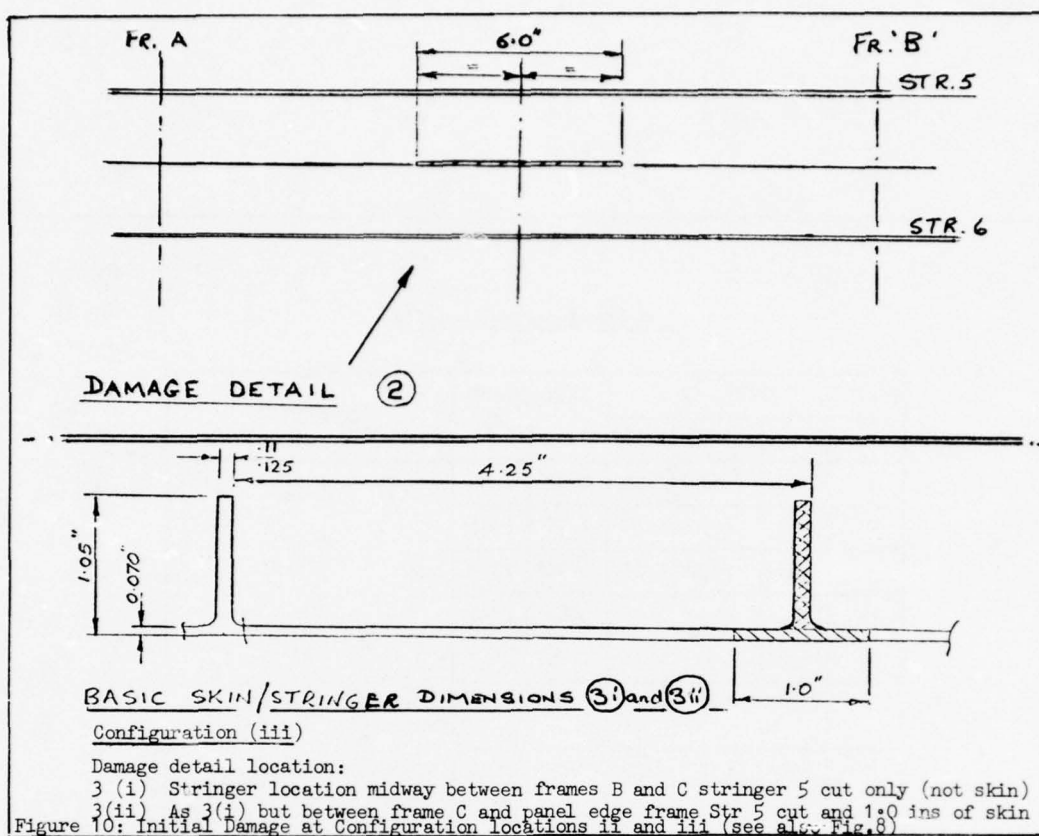 FR. A
6.0"
FR. 'B'
= =
STR. 5
STR. 6
DAMAGE DETAIL 2
.11
.125
4.25"
1.05"
0.070"
1.0"
BASIC SKIN/STRINGER DIMENSIONS 3i and 3ii
Configuration (iii)
Damage detail location:
3 (i) Stringer location midway between frames B and C stringer 5 cut only (not skin)
3(ii) As 3(i) but between frame C and panel edge frame Str 5 cut and 1·0 ins of skin
Figure 10: Initial Damage at Configuration locations ii and iii (see also Fig.8)